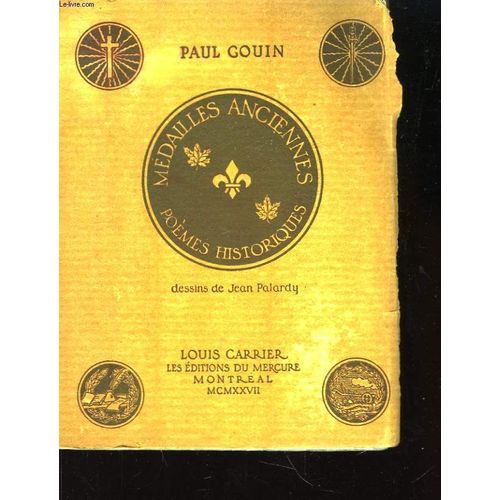 Le-livre.com
PAUL GOUIN
MÉDAILLES ANCIENNES
POÈMES HISTORIQUES
dessins de Jean Palardy
LOUIS CARRIER
LES ÉDITIONS DU MERCURE
MONTREAL
MCMXXVII